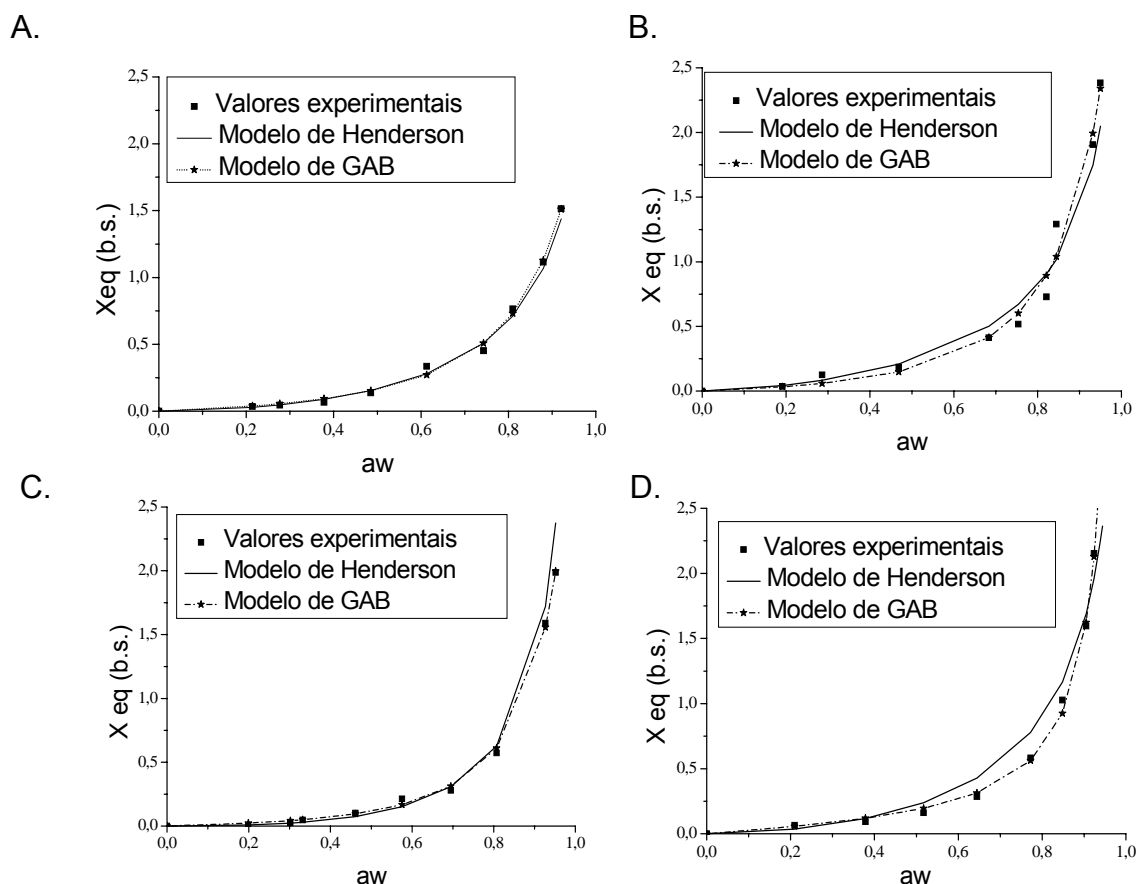 A.
2,5
2,0
1,5
1,0
0,5
0,0
Xeq (b.s.)
Valores experimentais
Modelo de Henderson
Modelo de GAB
0,0 0,2 0,4 0,6 0,8 1,0
aw
B.
2,5
2,0
1,5
1,0
0,5
0,0
X eq (b.s.)
Valores experimentais
Modelo de Henderson
Modelo de GAB
0,0 0,2 0,4 0,6 0,8 1,0
aw
C.
2,5
2,0
1,5
1,0
0,5
0,0
X eq (b.s.)
Valores experimentais
Modelo de Henderson
Modelo de GAB
0,0 0,2 0,4 0,6 0,8 1,0
aw
D.
2,5
2,0
1,5
1,0
0,5
0,0
X eq (b.s.)
Valores experimentais
Modelo de Henderson
Modelo de GAB
0,0 0,2 0,4 0,6 0,8 1,0
aw